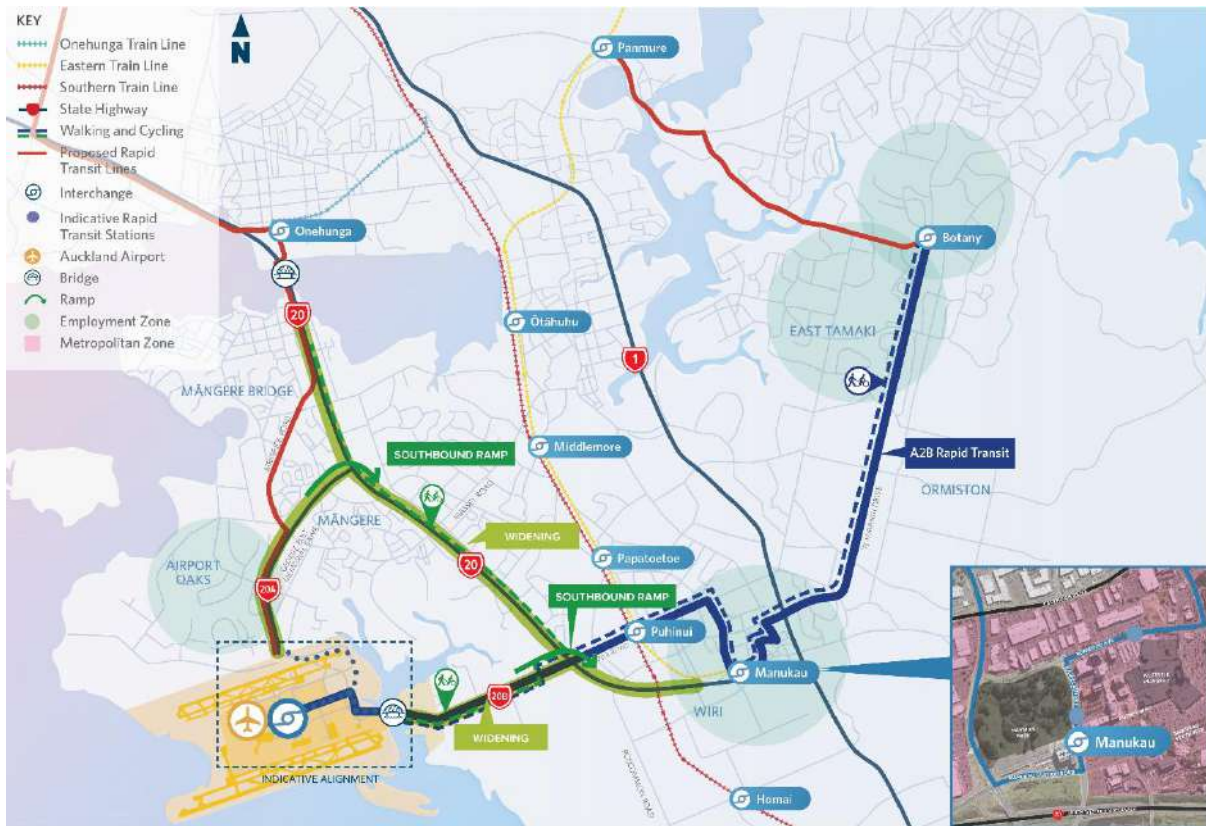 KEY
Onehunga Train Line
Eastern Train Line
Southern Train Line
State Highway
Walking and Cycling
Proposed Rapid
Transit Lines
Interchange
Indicative Rapid
Transit Stations
Auckland Airport
Bridge
Ramp
Employment Zone
Metropolitan Zone
N
Panmure
Onehunga
Botany
20
Ōtāhuhu
EAST TAMAKI
1
MĀNGERE BRIDGE
Middlemore
SOUTHBOUND RAMP
A2B Rapid Transit
ORMISTON
MĀNGERE
WIDENING
Papatoetoe
AIRPORT
OAKS
20
20A
SOUTHBOUND RAMP
Puhinui
Manukau
20B
WIRI
WIDENING
INDICATIVE ALIGNMENT
Homai
Manukau